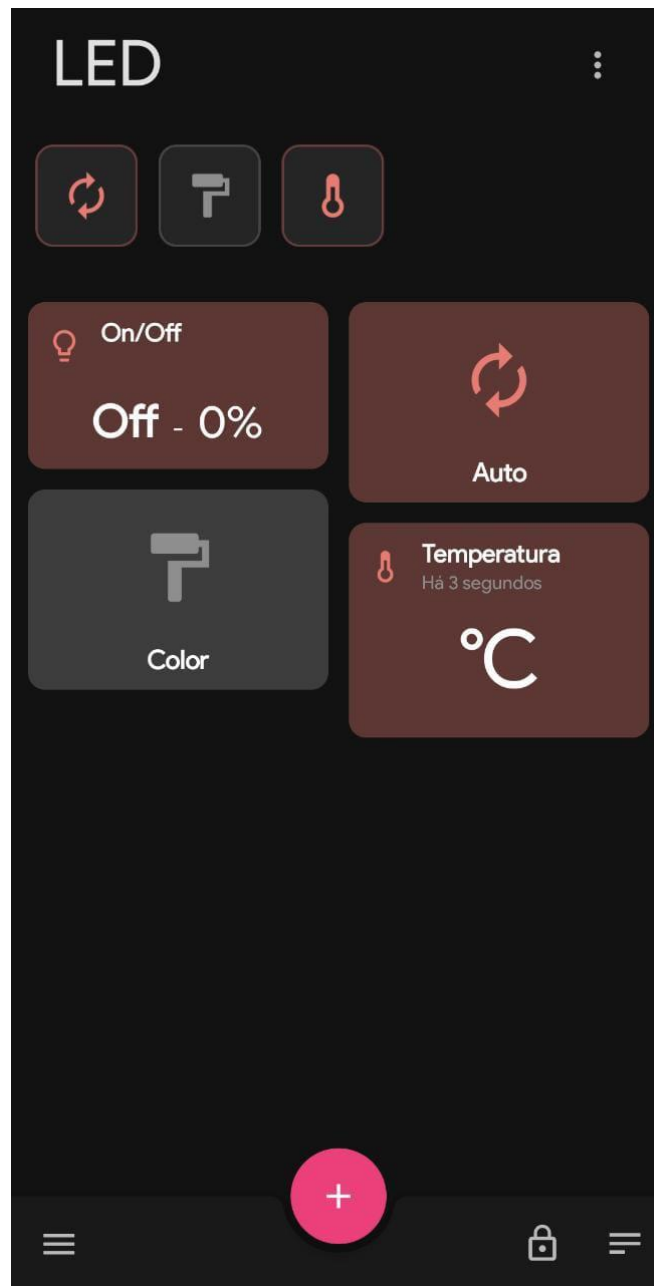 LED
On/Off
Off - 0%
Auto
Color
Temperatura
Há 3 segundos
°C